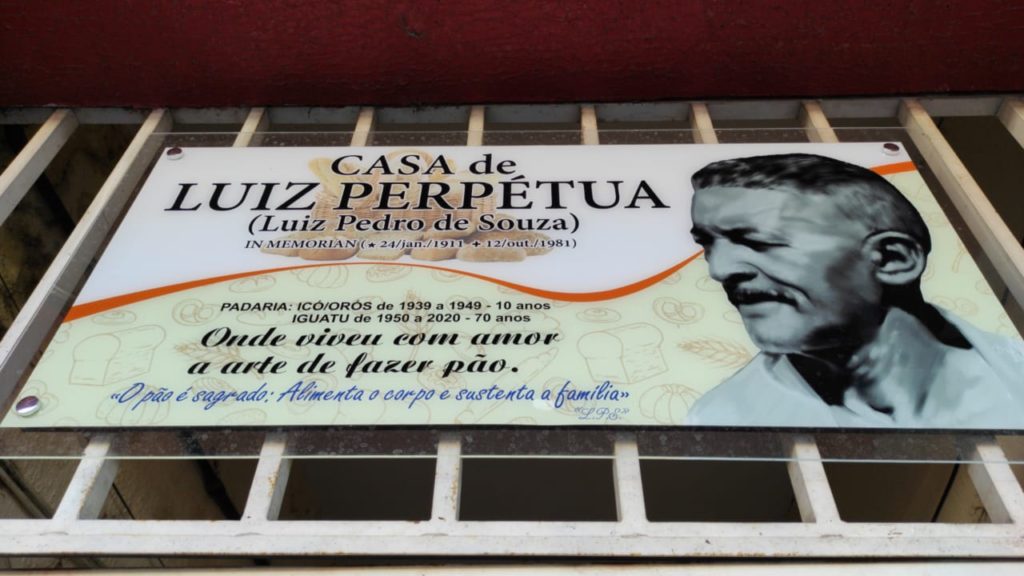 CASA de
LUIZ PERPÉTUA
(Luiz Pedro de Souza)
IN MEMORIAN (★ 24/jan./1911 ✦ 12/out./1981)
PADARIA: ICÓ/ORÓS de 1939 a 1949 - 10 anos
IGUATU de 1950 a 2020 - 70 anos
Onde viveu com amor
a arte de fazer pão.
«O pão é sagrado: Alimenta o corpo e sustenta a família»
"L.P.S."